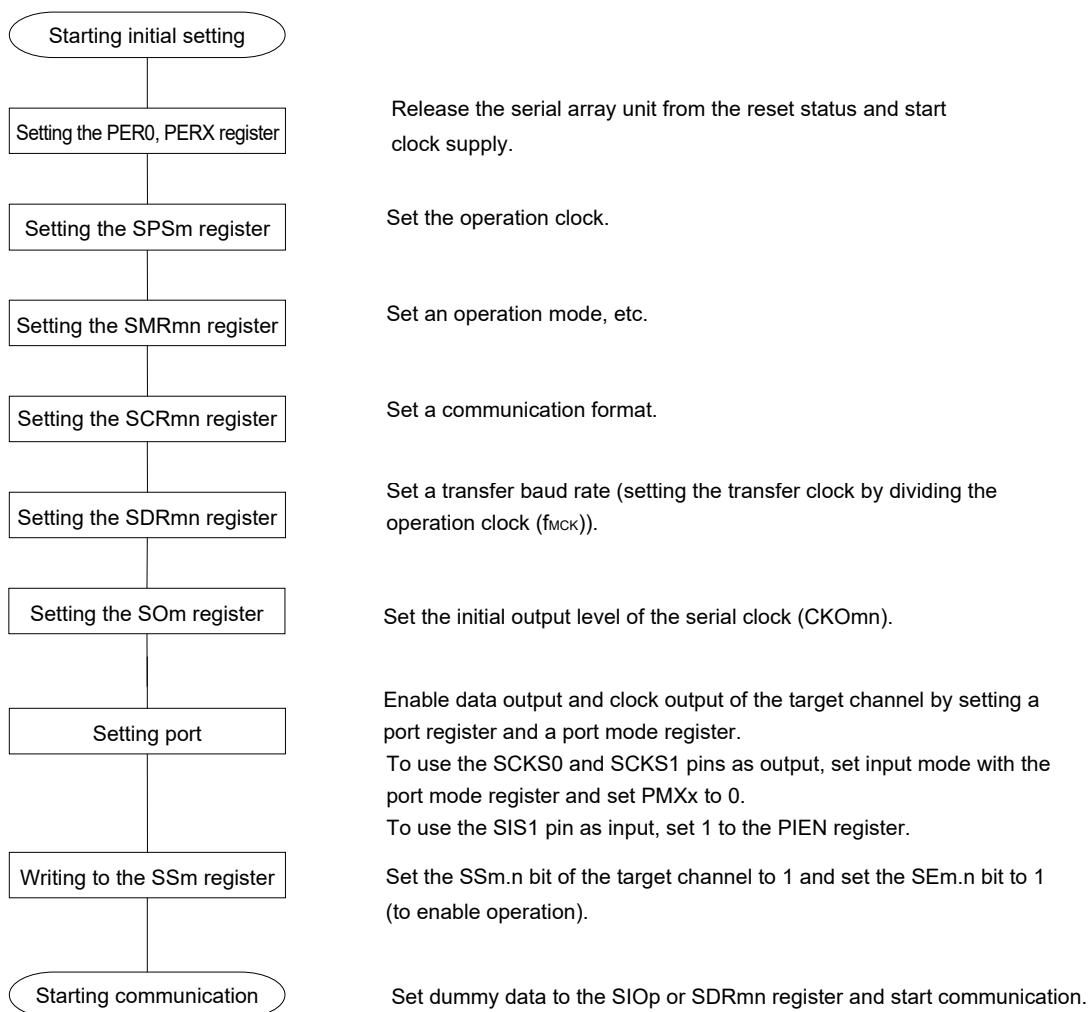 Starting initial setting
Setting the PER0, PERX register
Release the serial array unit from the reset status and start
clock supply.
Setting the SPSm register
Set the operation clock.
Setting the SMRmn register
Set an operation mode, etc.
Setting the SCRmn register
Set a communication format.
Setting the SDRmn register
Set a transfer baud rate (setting the transfer clock by dividing the
operation clock (fMCK)).
Setting the SOm register
Set the initial output level of the serial clock (CKOmn).
Setting port
Enable data output and clock output of the target channel by setting a
port register and a port mode register.
To use the SCKS0 and SCKS1 pins as output, set input mode with the
port mode register and set PMXx to 0.
To use the SIS1 pin as input, set 1 to the PIEN register.
Writing to the SSm register
Set the SSm.n bit of the target channel to 1 and set the SEm.n bit to 1
(to enable operation).
Starting communication
Set dummy data to the SIOp or SDRmn register and start communication.